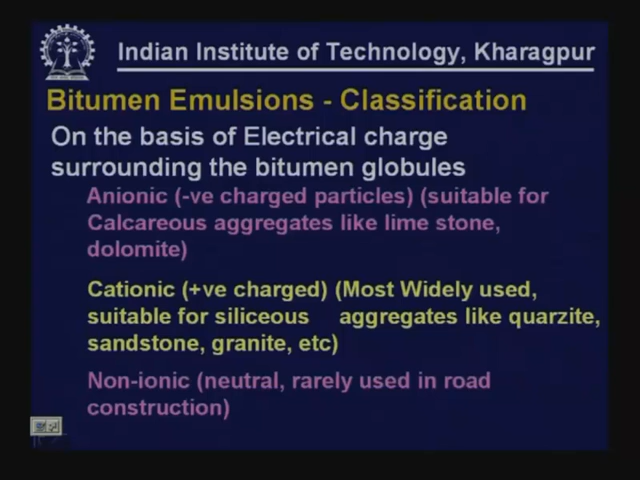 Indian Institute of Technology, Kharagpur
Bitumen Emulsions - Classification
On the basis of Electrical charge
surrounding the bitumen globules
Anionic (-ve charged particles) (suitable for
Calcareous aggregates like lime stone,
dolomite)
Cationic (+ve charged) (Most Widely used,
suitable for siliceous aggregates like quarzite,
sandstone, granite, etc)
Non-ionic (neutral, rarely used in road
construction)